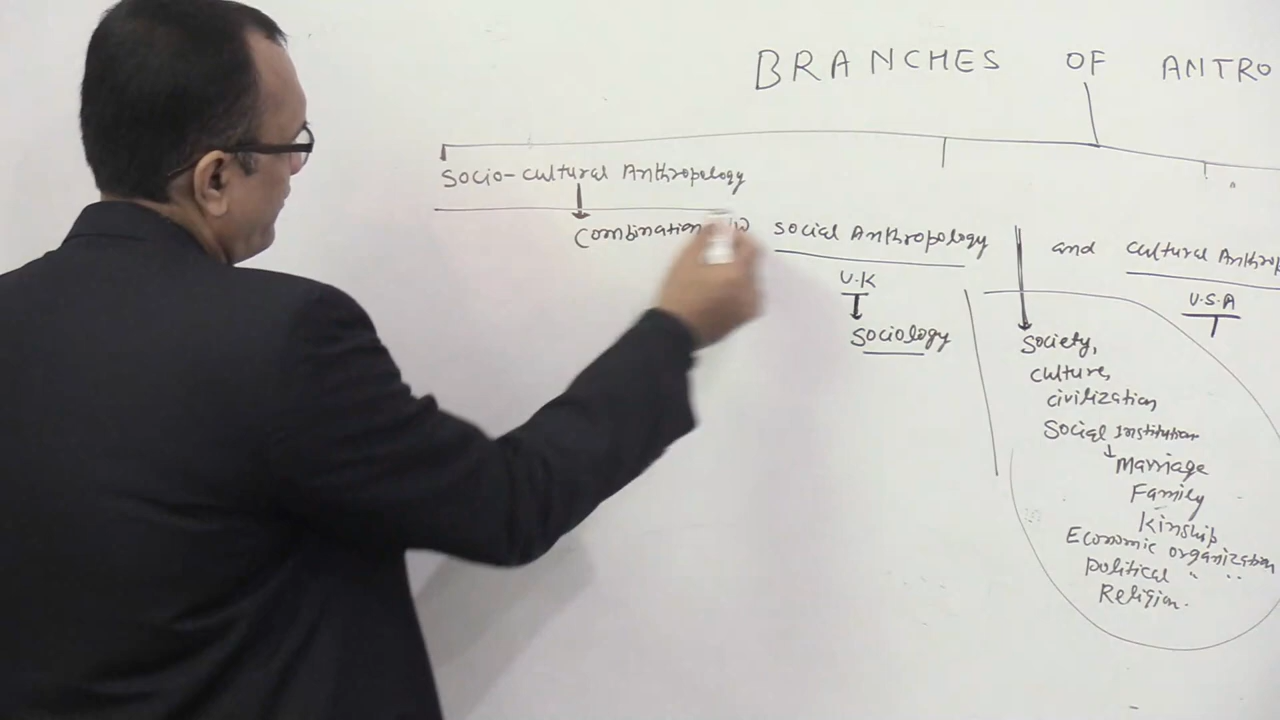 BRANCHES OF ANTRO
Socio-cultural Anthropology
Combination
Social Anthropology and Cultural Anthrop
U.K
U.S.A
Sociology
Society,
Culture,
Civilization
Social Institution
Marriage
Family
Kinship
Economic organization
Political " "
Religion.